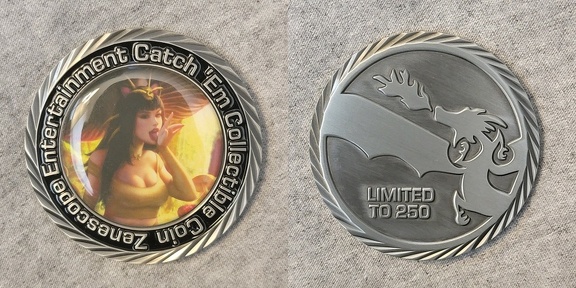 Zenescope Entertainment Catch 'Em Collectible Coin
LIMITED
TO 250